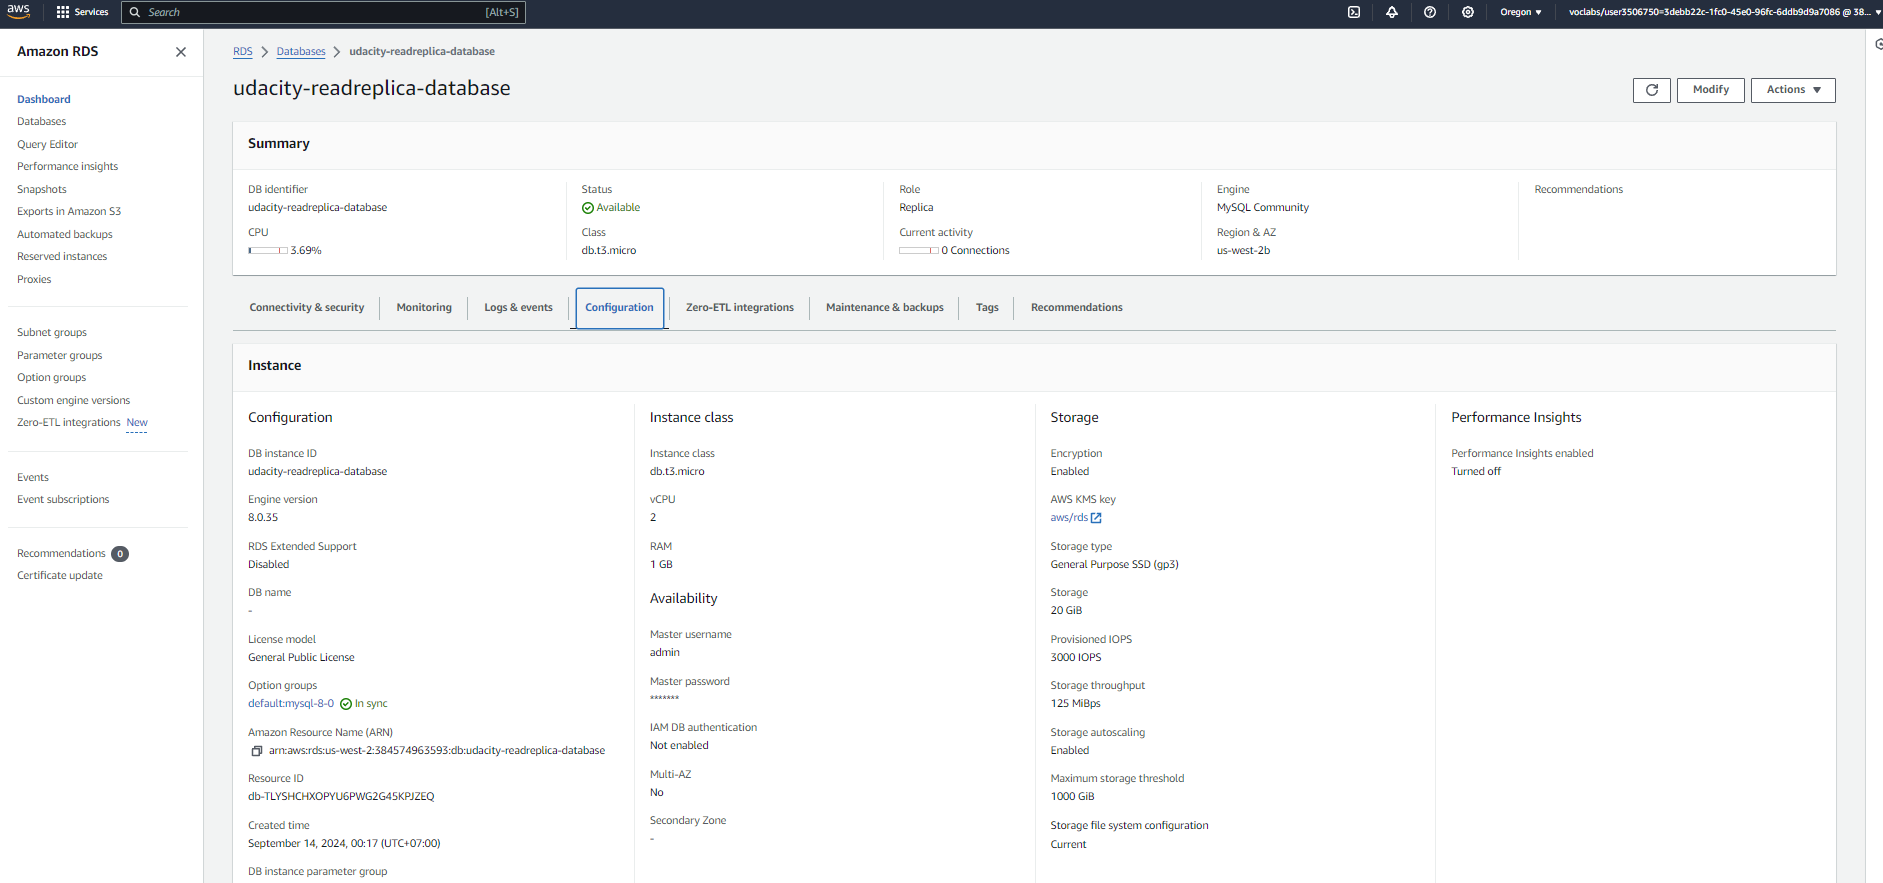 aws
Services
Search
[Alt+S]
Oregon ▼
voclabs/user3506750=3debb22c-1fc0-45e0-96fc-6ddb9d9a7086 @ 38... ▼
Amazon RDS
Dashboard
Databases
Query Editor
Performance insights
Snapshots
Exports in Amazon S3
Automated backups
Reserved instances
Proxies
Subnet groups
Parameter groups
Option groups
Custom engine versions
Zero-ETL integrations New
Events
Event subscriptions
Recommendations 0
Certificate update
RDS > Databases > udacity-readreplica-database
udacity-readreplica-database
Modify
Actions ▼
Summary
DB identifier
udacity-readreplica-database
CPU
3.69%
Status
Available
Class
db.t3.micro
Role
Replica
Current activity
0 Connections
Engine
MySQL Community
Region & AZ
us-west-2b
Recommendations
Connectivity & security
Monitoring
Logs & events
Configuration
Zero-ETL integrations
Maintenance & backups
Tags
Recommendations
Instance
Configuration
DB instance ID
udacity-readreplica-database
Engine version
8.0.35
RDS Extended Support
Disabled
DB name
-
License model
General Public License
Option groups
default:mysql-8-0 In sync
Amazon Resource Name (ARN)
arn:aws:rds:us-west-2:384574963593:db:udacity-readreplica-database
Resource ID
db-TLYSHCHXOPYU6PWG2G45KPJZEQ
Created time
September 14, 2024, 00:17 (UTC+07:00)
DB instance parameter group
Instance class
Instance class
db.t3.micro
vCPU
2
RAM
1 GB
Availability
Master username
admin
Master password
*******
IAM DB authentication
Not enabled
Multi-AZ
No
Secondary Zone
-
Storage
Encryption
Enabled
AWS KMS key
aws/rds
Storage type
General Purpose SSD (gp3)
Storage
20 GiB
Provisioned IOPS
3000 IOPS
Storage throughput
125 MiBps
Storage autoscaling
Enabled
Maximum storage threshold
1000 GiB
Storage file system configuration
Current
Performance Insights
Performance Insights enabled
Turned off